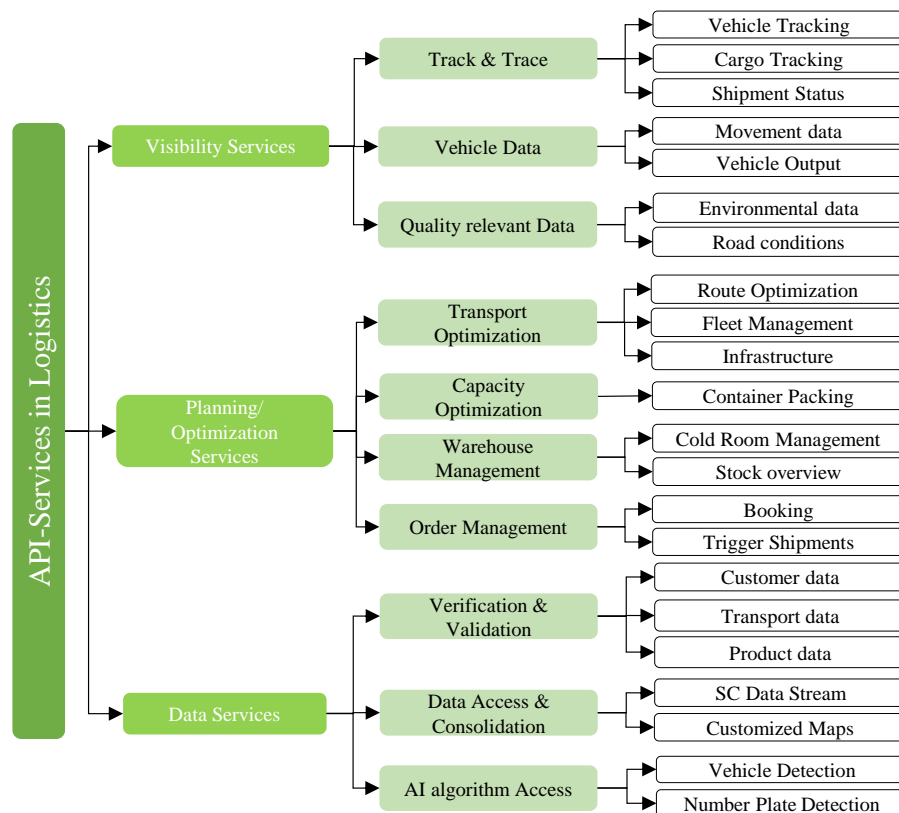 API-Services in Logistics
Visibility Services
Track & Trace
Vehicle Tracking
Cargo Tracking
Shipment Status
Vehicle Data
Movement data
Vehicle Output
Quality relevant Data
Environmental data
Road conditions
Planning/
Optimization
Services
Transport
Optimization
Route Optimization
Fleet Management
Infrastructure
Capacity
Optimization
Container Packing
Warehouse
Management
Cold Room Management
Stock overview
Order Management
Booking
Trigger Shipments
Data Services
Verification &
Validation
Customer data
Transport data
Product data
Data Access &
Consolidation
SC Data Stream
Customized Maps
AI algorithm Access
Vehicle Detection
Number Plate Detection